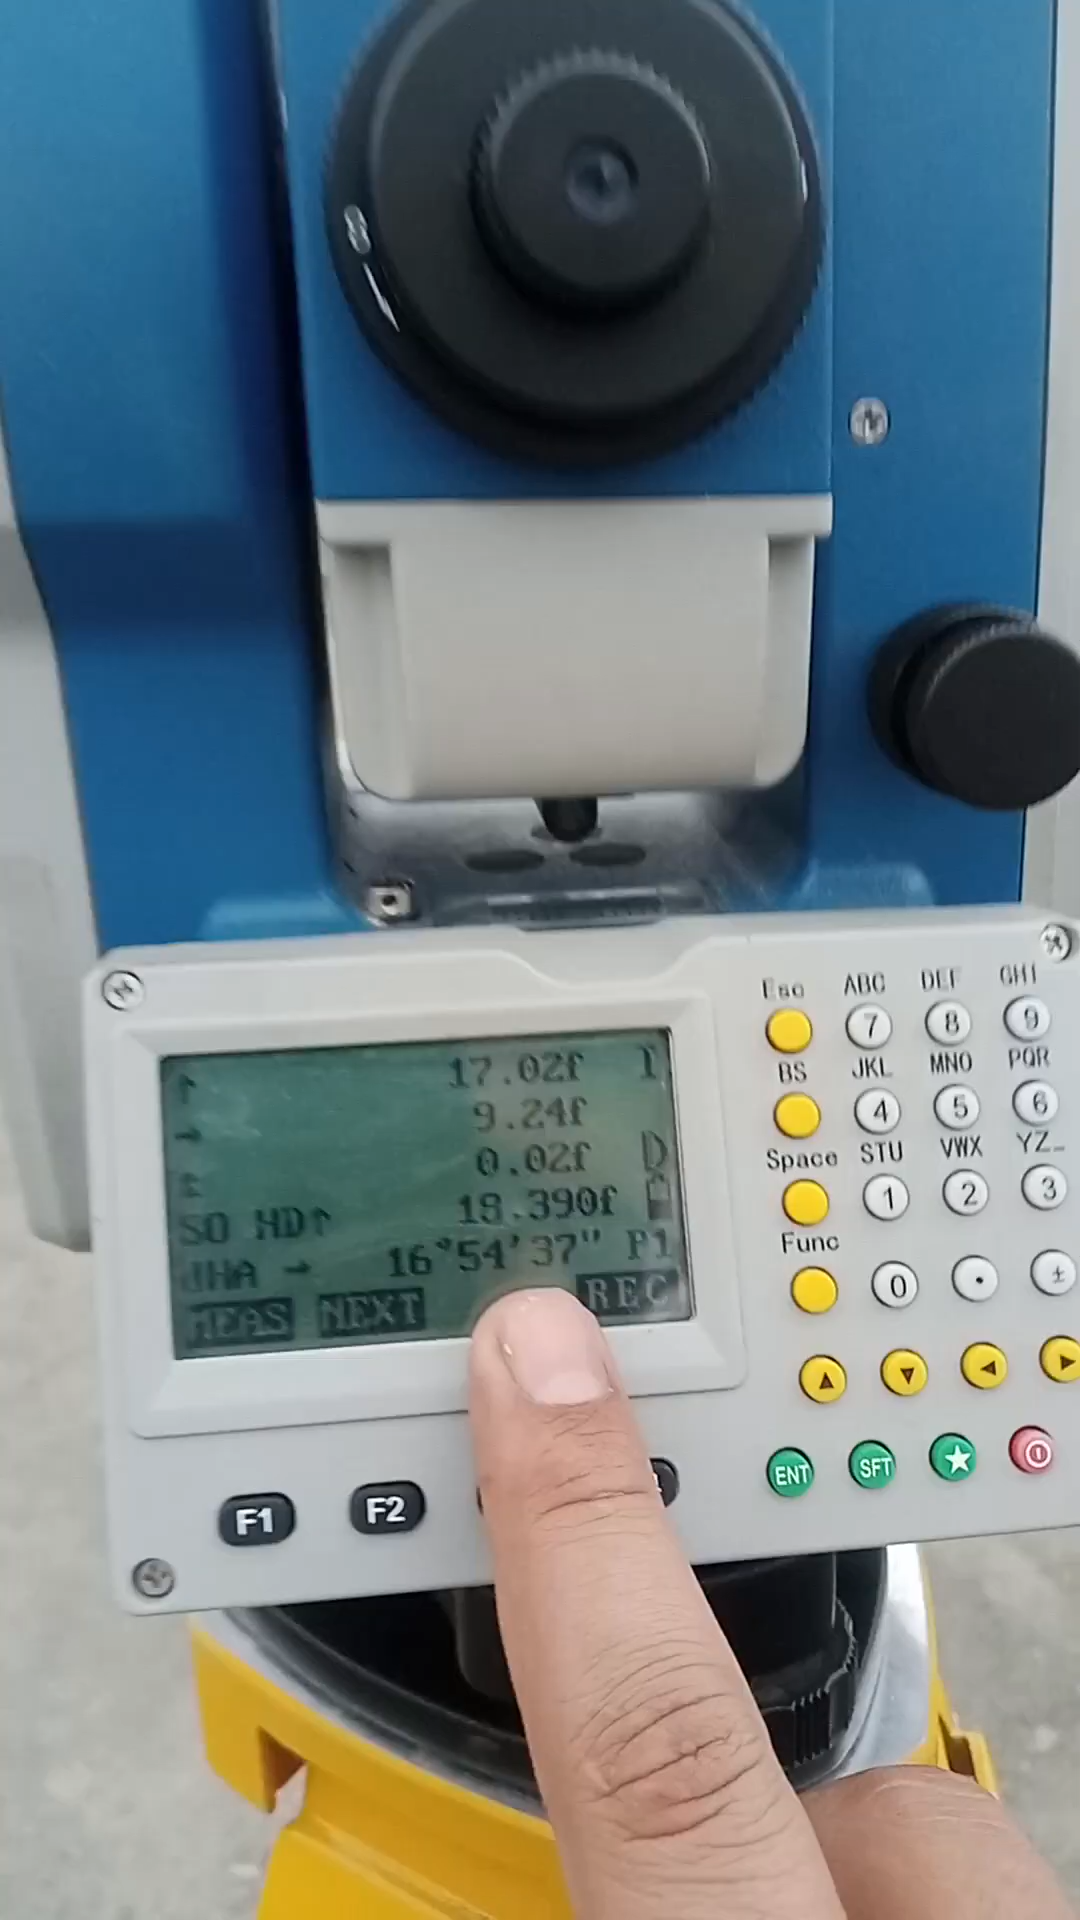 8
↑ 17.02f I
→ 9.24f
± 0.02f D
SO HD↑ 18.390f
dHA → 16°54'37" P1
MEAS NEXT REC
Esc ABC DEF GHI
7 8 9
BS JKL MNO PQR
4 5 6
Space STU VWX YZ_
1 2 3
Func
0 • ±
▲ ▼ ◀ ▶
ENT SFT ★
F1 F2